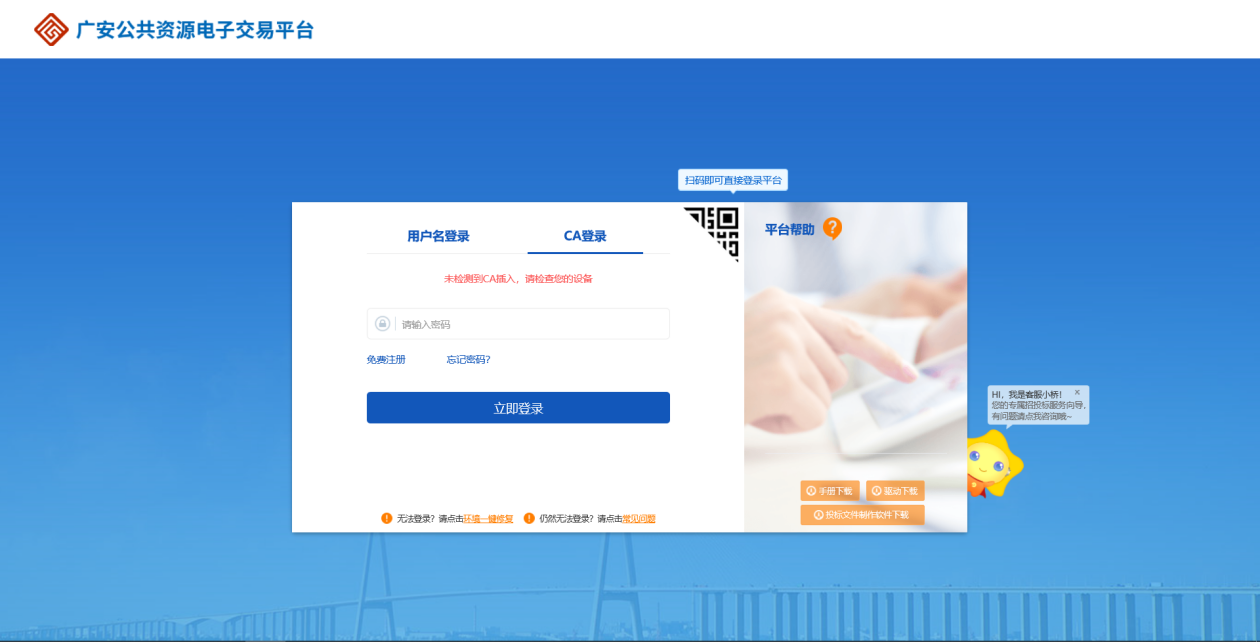 广安公共资源电子交易平台
扫码即可直接登录平台
用户名登录
CA登录
平台帮助
?
未检测到CA插入，请检查您的设备
请输入密码
免费注册
忘记密码?
立即登录
HI，我是客服小桥!
×
您的专属招投标服务向导，
有问题请点我咨询哦~
手册下载
驱动下载
投标文件制作软件下载
无法登录？请点击环境一键修复
仍然无法登录？请点击常见问题